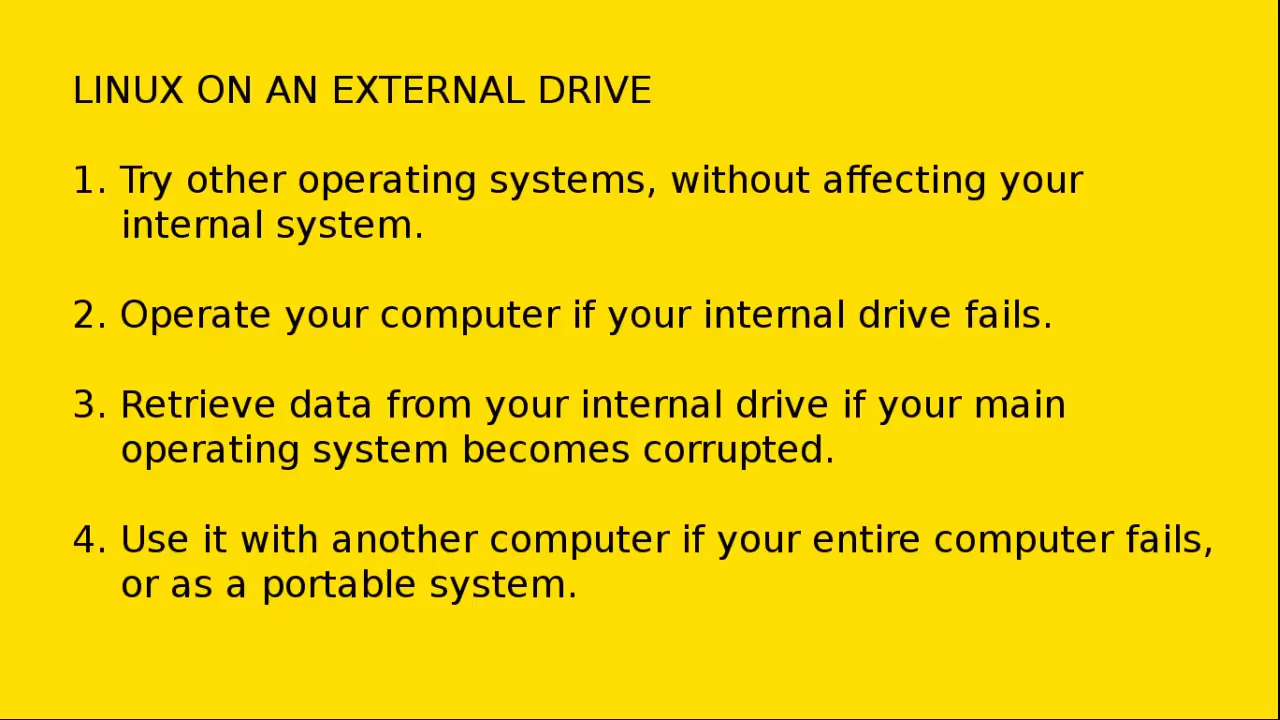 LINUX ON AN EXTERNAL DRIVE
1. Try other operating systems, without affecting your
internal system.
2. Operate your computer if your internal drive fails.
3. Retrieve data from your internal drive if your main
operating system becomes corrupted.
4. Use it with another computer if your entire computer fails,
or as a portable system.